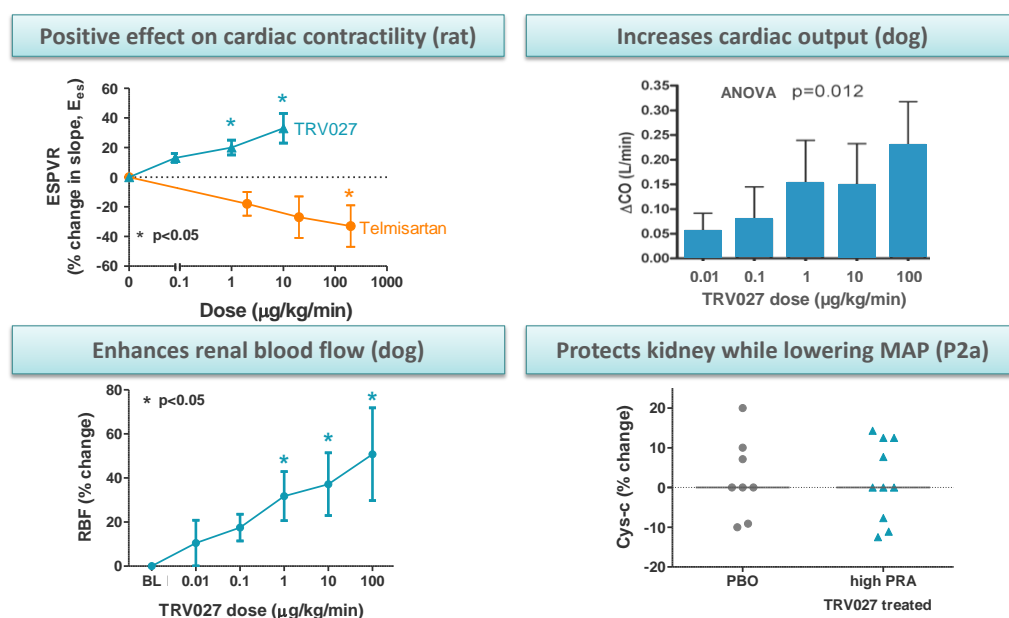 Positive effect on cardiac contractility (rat)
ESPVR
(% change in slope, E_es)
60
40
20
0
-20
-40
-60
*
*
TRV027
*
Telmisartan
* p<0.05
0
0.1
1
10
100
1000
Dose (µg/kg/min)
Increases cardiac output (dog)
ANOVA p=0.012
ΔCO (L/min)
0.35
0.30
0.25
0.20
0.15
0.10
0.05
0.00
0.01
0.1
1
10
100
TRV027 dose (µg/kg/min)
Enhances renal blood flow (dog)
* p<0.05
RBF (% change)
80
60
40
20
0
*
*
*
BL
0.01
0.1
1
10
100
TRV027 dose (µg/kg/min)
Protects kidney while lowering MAP (P2a)
Cys-c (% change)
20
10
0
-10
-20
PBO
high PRA
TRV027 treated